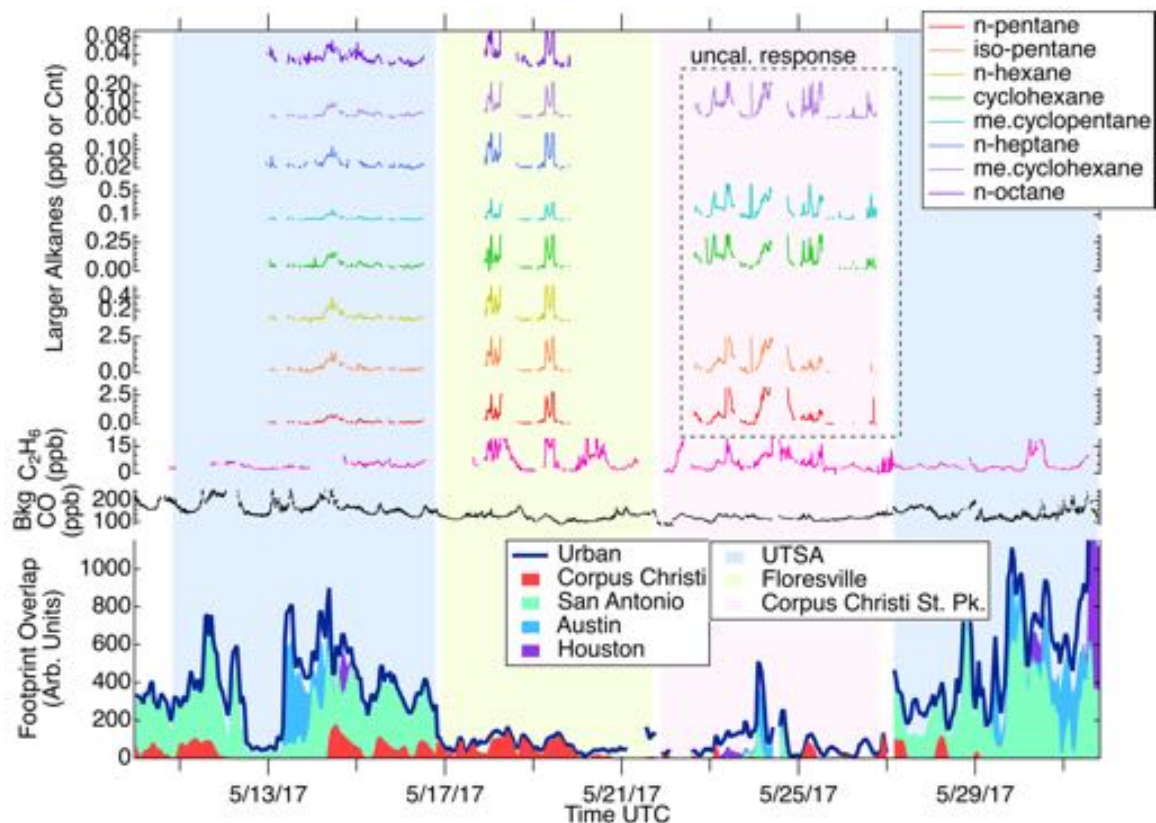 n-pentane
iso-pentane
n-hexane
cyclohexane
me.cyclopentane
n-heptane
me.cyclohexane
n-octane
uncal. response
Larger Alkanes (ppb or Cnt)
0.08
0.04
0.20
0.10
0.00
0.10
0.02
0.5
0.1
0.25
0.00
0.4
0.2
2.5
0.0
2.5
0.0
C2H6
(ppb)
15
0
Bkg
CO
(ppb)
200
100
Footprint Overlap
(Arb. Units)
1000
800
600
400
200
0
Urban
Corpus Christi
San Antonio
Austin
Houston
UTSA
Floresville
Corpus Christi St. Pk.
5/13/17
5/17/17
5/21/17
5/25/17
5/29/17
Time UTC